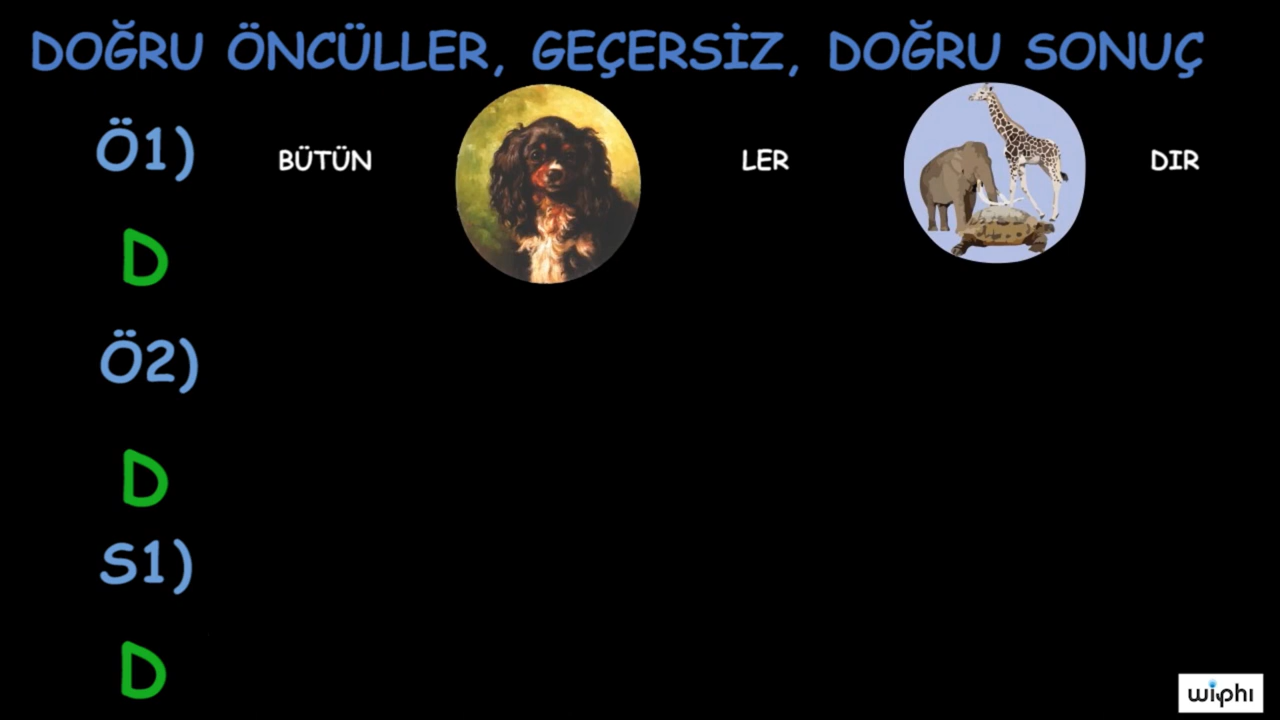 DOĞRU ÖNCÜLLER, GEÇERSİZ, DOĞRU SONUÇ
Ö1) BÜTÜN LER DIR
D
Ö2)
D
S1)
D
wiphi